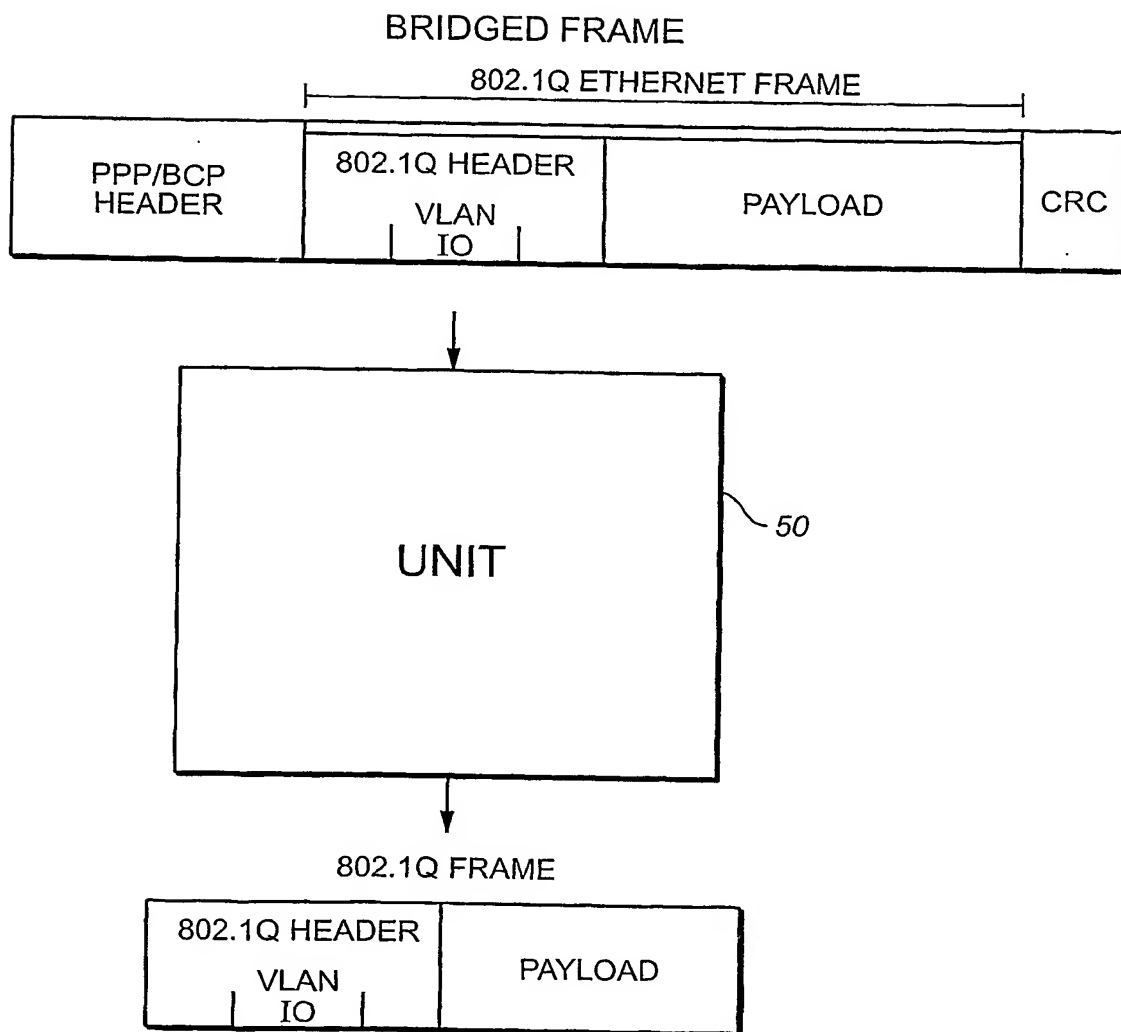 BRIDGED FRAME
802.1Q ETHERNET FRAME
PPP/BCP
HEADER
802.1Q HEADER
VLAN
IO
PAYLOAD
CRC
UNIT
50
802.1Q FRAME
802.1Q HEADER
VLAN
IO
PAYLOAD